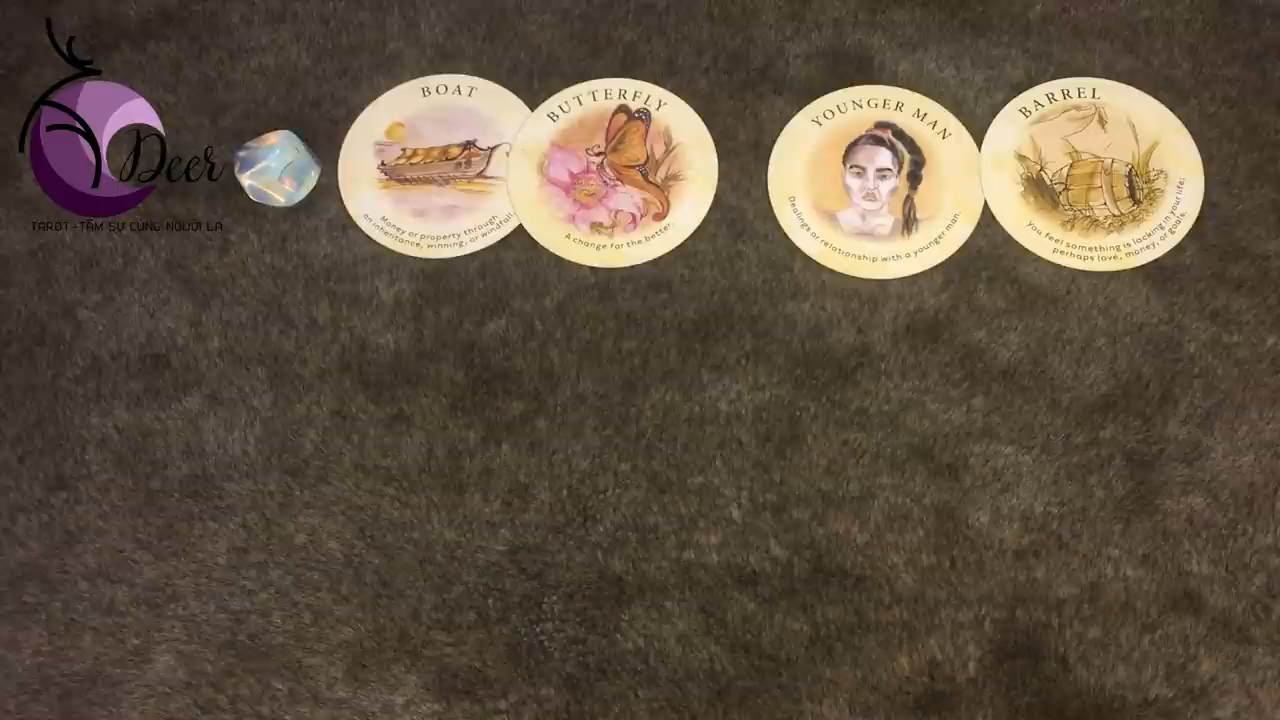 Deer
TAROT-TÂM SỰ CÙNG NGƯỜI LẠ
BOAT
Money or property through
an inheritance, winning, or windfall.
BUTTERFLY
A change for the better.
YOUNGER MAN
Dealings or relationship with a younger man.
BARREL
You feel something is lacking in your life;
perhaps love, money, or goals.